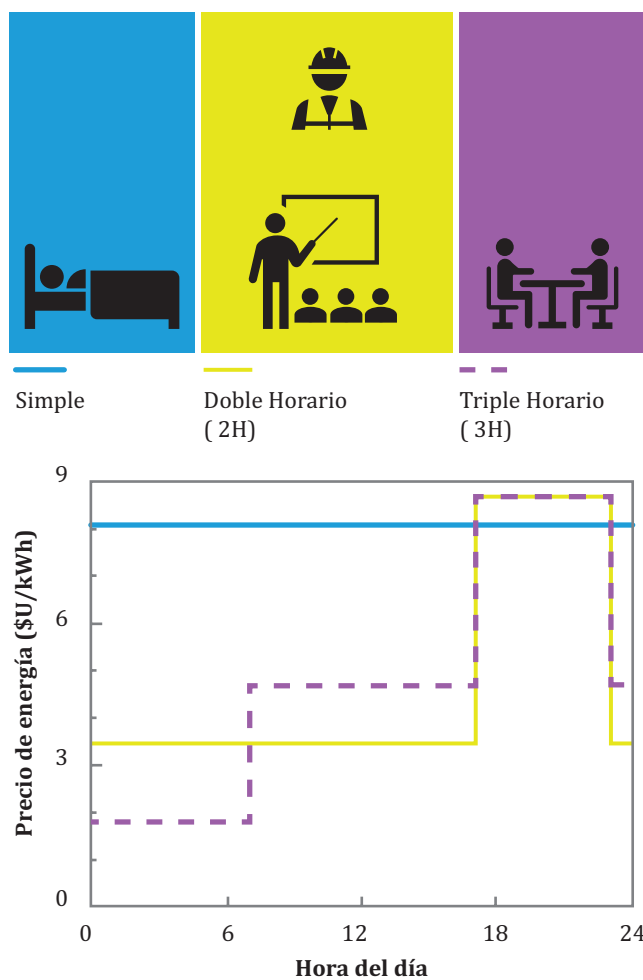 Simple
Doble Horario
( 2H)
Triple Horario
( 3H)
Precio de energía ($U/kWh)
9
6
3
0
0
6
12
18
24
Hora del día